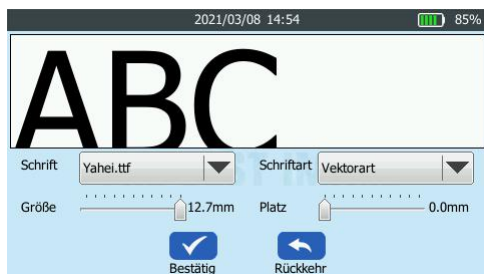 2021/03/08 14:54 85%
ABC
Schrift Yahei.ttf Schriftart Vektorart
Größe 12.7mm Platz 0.0mm
Bestätig Rückkehr